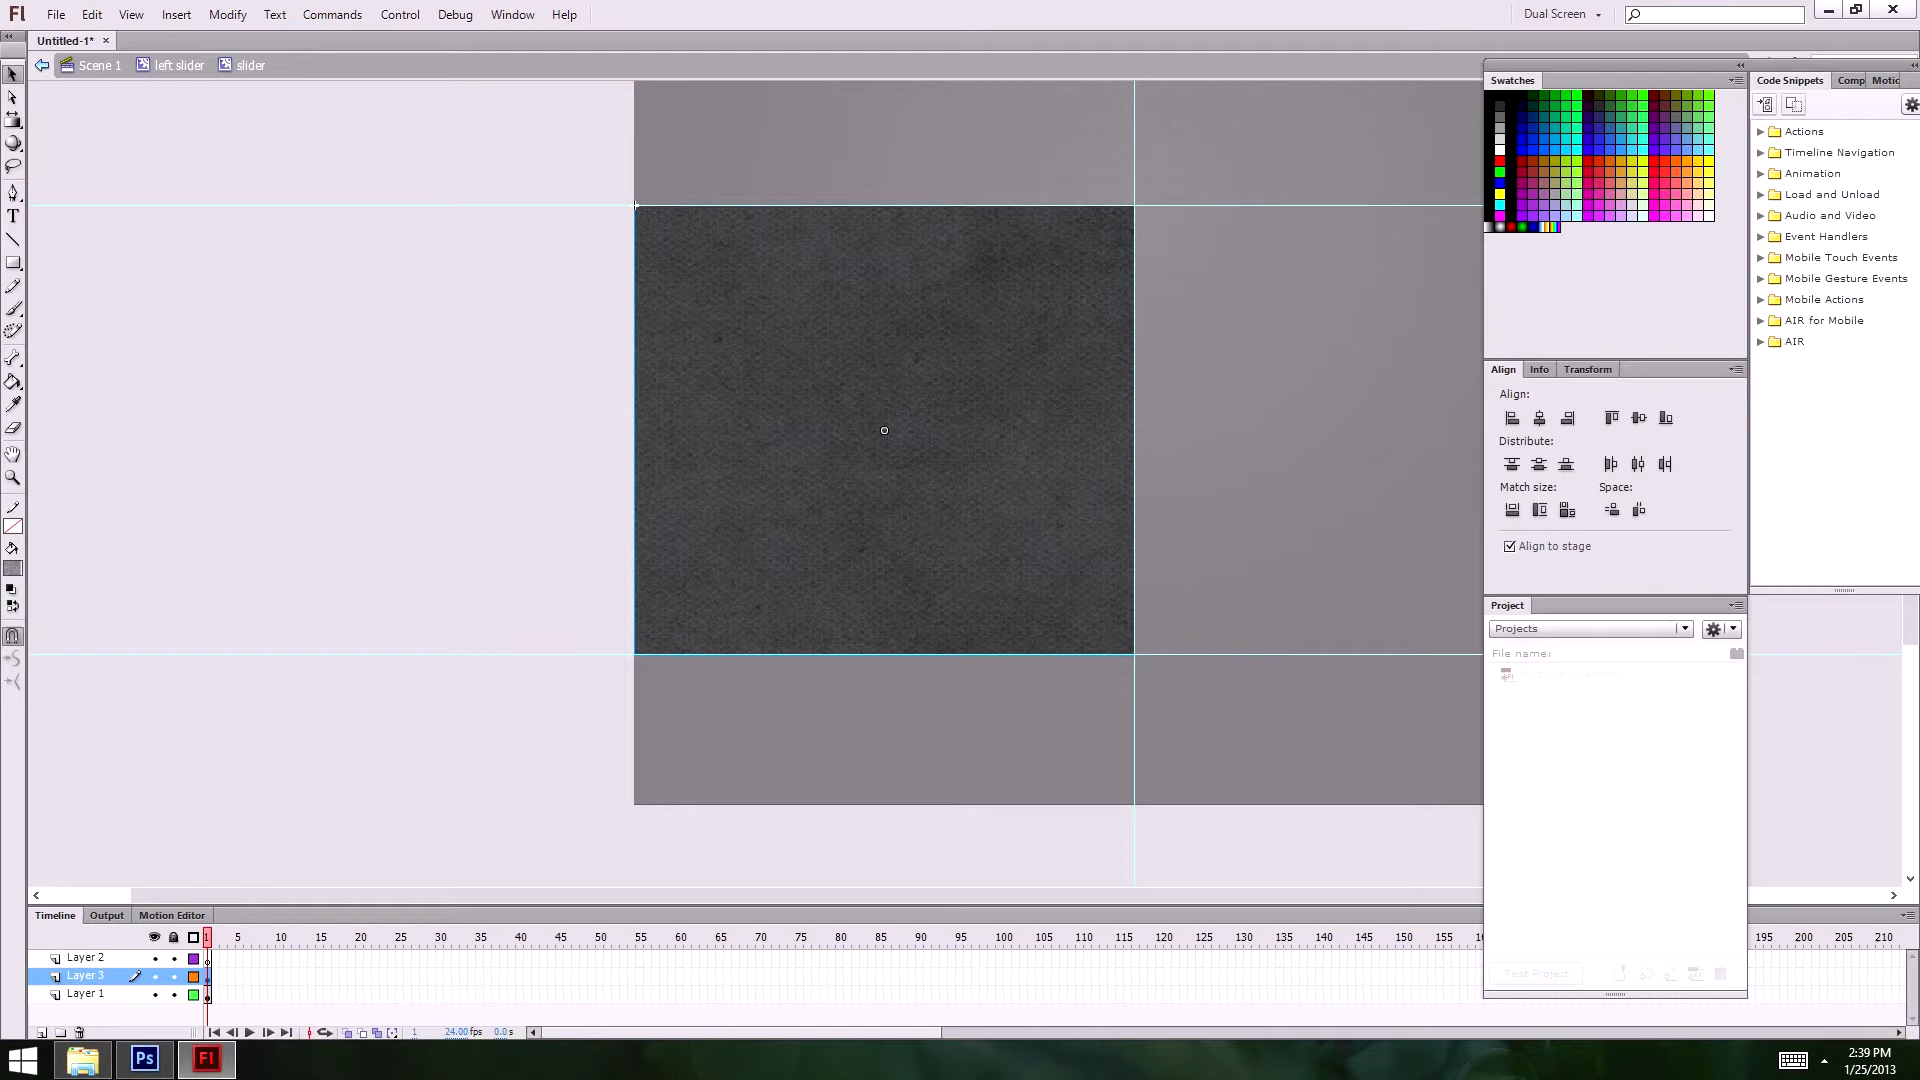 Fl File Edit View Insert Modify Text Commands Control Debug Window Help Dual Screen
Untitled-1* ×
Scene 1 left slider slider
Swatches
Code Snippets Comp Motic
Actions
Timeline Navigation
Animation
Load and Unload
Audio and Video
Event Handlers
Mobile Touch Events
Mobile Gesture Events
Mobile Actions
AIR for Mobile
AIR
Align Info Transform
Align:
Distribute:
Match size: Space:
Align to stage
Project
Projects
File name:
Test Project
Timeline Output Motion Editor
1 5 10 15 20 25 30 35 40 45 50 55 60 65 70 75 80 85 90 95 100 105 110 115 120 125 130 135 140 145 150 155 195 200 205 210
Layer 2
Layer 3
Layer 1
1 24.00 fps 0.0 s
Ps Fl
2:39 PM
1/25/2013